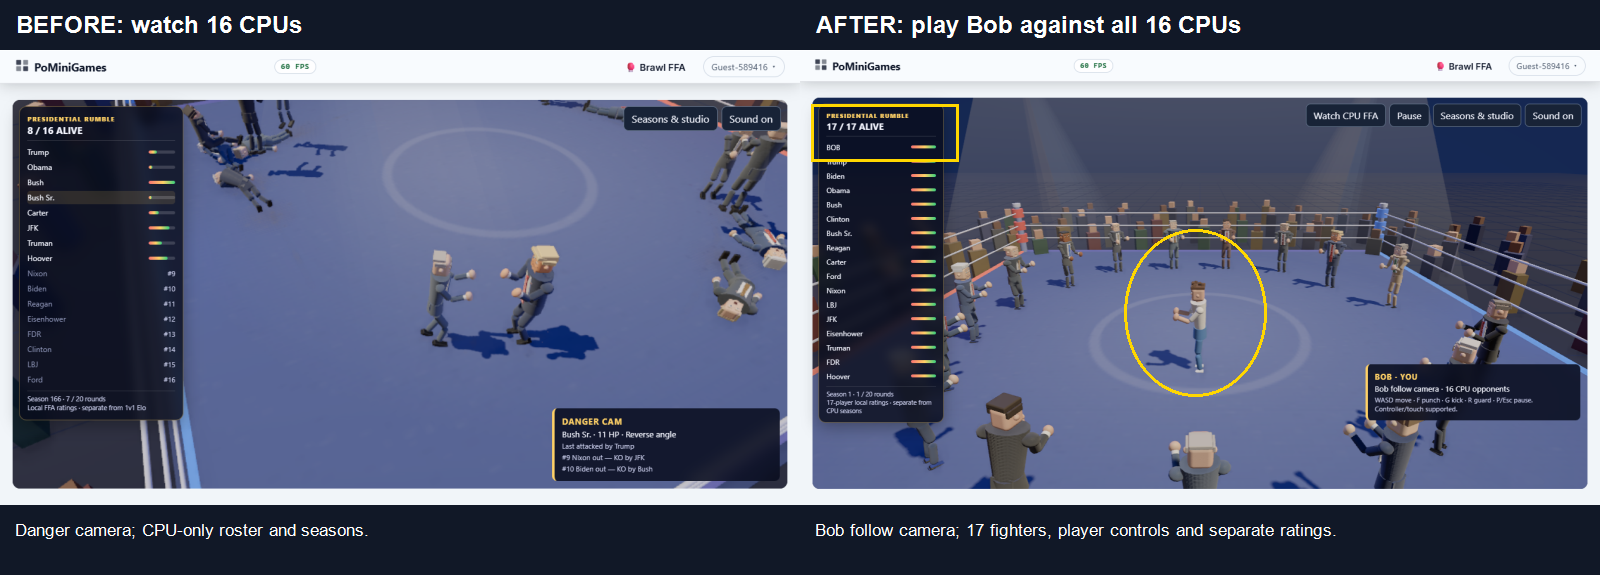 BEFORE: watch 16 CPUs
PoMiniGames
60 FPS
Brawl FFA
Guest-589416
PRESIDENTIAL RUMBLE
8 / 16 ALIVE
Seasons & studio
Sound on
Trump
Obama
Bush
Bush Sr.
Carter
JFK
Truman
Hoover
Nixon #9
Biden #10
Reagan #11
Eisenhower #12
FDR #13
Clinton #14
LBJ #15
Ford #16
Season 166 · 7 / 20 rounds
Local FFA ratings · separate from 1v1 Elo
DANGER CAM
Bush Sr. · 11 HP · Reverse angle
Last attacked by Trump
#9 Nixon out — KO by JFK
#10 Biden out — KO by Bush
Danger camera; CPU-only roster and seasons.
AFTER: play Bob against all 16 CPUs
PoMiniGames
60 FPS
Brawl FFA
Guest-589416
PRESIDENTIAL RUMBLE
17 / 17 ALIVE
Watch CPU FFA
Pause
Seasons & studio
Sound on
BOB
Trump
Biden
Obama
Bush
Clinton
Bush Sr.
Reagan
Carter
Ford
Nixon
LBJ
JFK
Eisenhower
Truman
FDR
Hoover
Season 1 · 1 / 20 rounds
17-player local ratings · separate from
CPU seasons
BOB · YOU
Bob follow camera · 16 CPU opponents
WASD move · F punch · G kick · R guard · P/Esc pause.
Controller/touch supported.
Bob follow camera; 17 fighters, player controls and separate ratings.